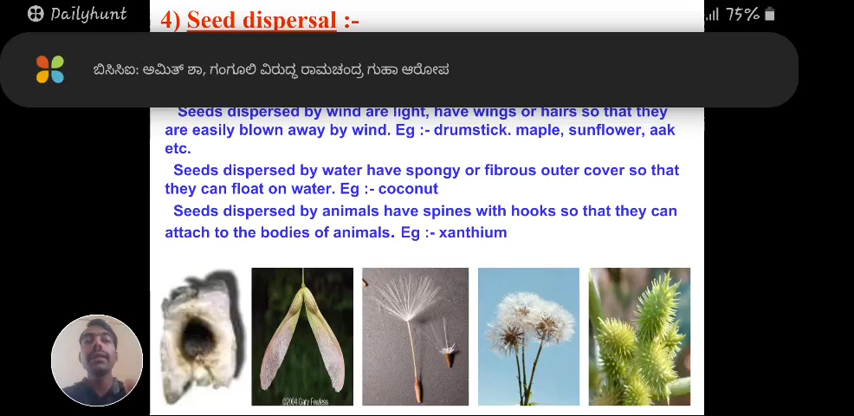 Dailyhunt
75%
4) Seed dispersal :-
ಬಿಸಿಸಿಐ: ಅಮಿತ್ ಶಾ, ಗಂಗೂಲಿ ವಿರುದ್ಧ ರಾಮಚಂದ್ರ ಗುಹಾ ಆರೋಪ
Seeds dispersed by wind are light, have wings or hairs so that they
are easily blown away by wind. Eg :- drumstick. maple, sunflower, aak
etc.
Seeds dispersed by water have spongy or fibrous outer cover so that
they can float on water. Eg :- coconut
Seeds dispersed by animals have spines with hooks so that they can
attach to the bodies of animals. Eg :- xanthium
©2004 Gary Fewless